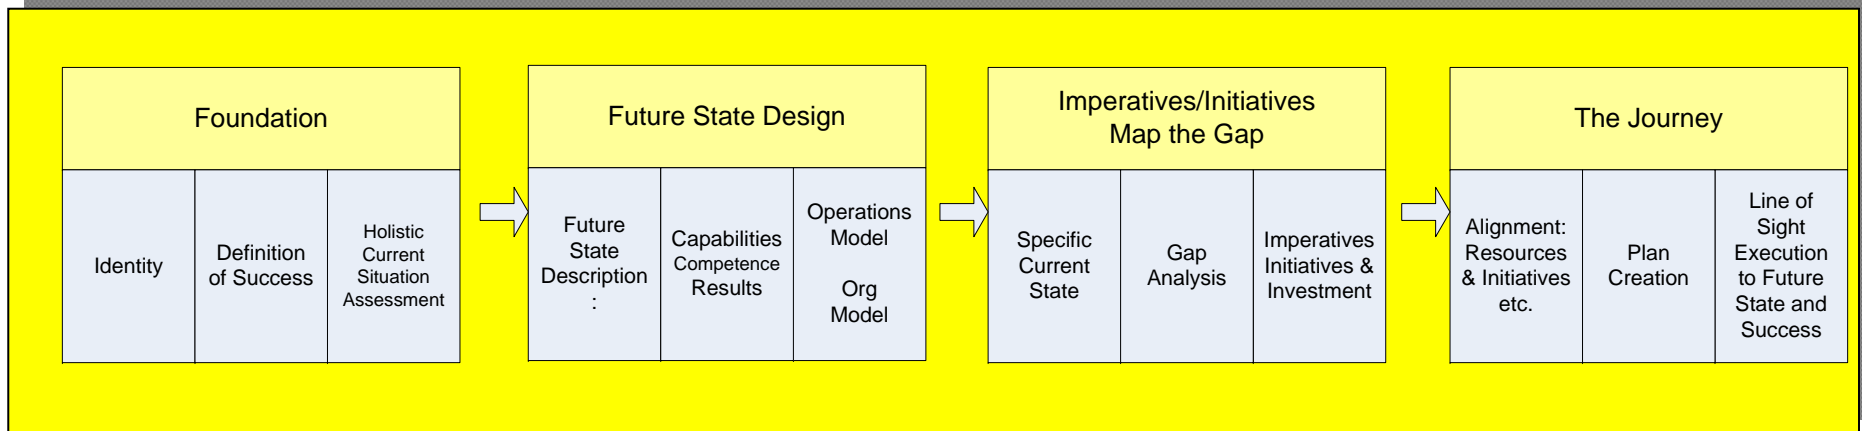 Foundation
Identity
Definition
of Success
Holistic
Current
Situation
Assessment
Future State Design
Future
State
Description
:
Capabilities
Competence
Results
Operations
Model
Org
Model
Imperatives/Initiatives
Map the Gap
Specific
Current
State
Gap
Analysis
Imperatives
Initiatives &
Investment
The Journey
Alignment:
Resources
& Initiatives
etc.
Plan
Creation
Line of
Sight
Execution
to Future
State and
Success